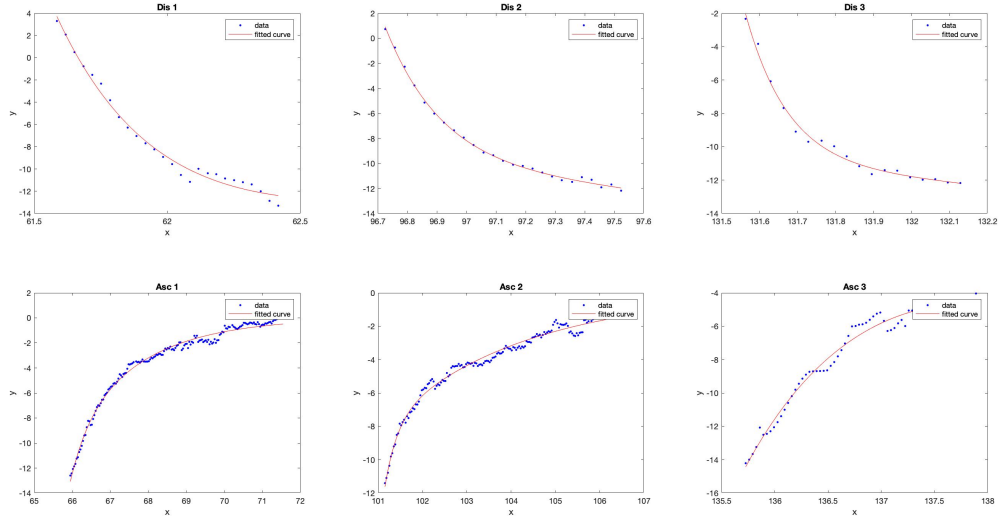 Dis 1
4
2
0
-2
-4
-6
-8
-10
-12
-14
61.5 62 62.5
x
y
data
fitted curve
Dis 2
2
0
-2
-4
-6
-8
-10
-12
-14
96.7 96.8 96.9 97 97.1 97.2 97.3 97.4 97.5 97.6
x
y
data
fitted curve
Dis 3
-2
-4
-6
-8
-10
-12
-14
131.5 131.6 131.7 131.8 131.9 132 132.1 132.2
x
y
data
fitted curve
Asc 1
2
0
-2
-4
-6
-8
-10
-12
-14
65 66 67 68 69 70 71 72
x
y
data
fitted curve
Asc 2
0
-2
-4
-6
-8
-10
-12
101 102 103 104 105 106 107
x
y
data
fitted curve
Asc 3
-4
-6
-8
-10
-12
-14
-16
135.5 136 136.5 137 137.5 138
x
y
data
fitted curve